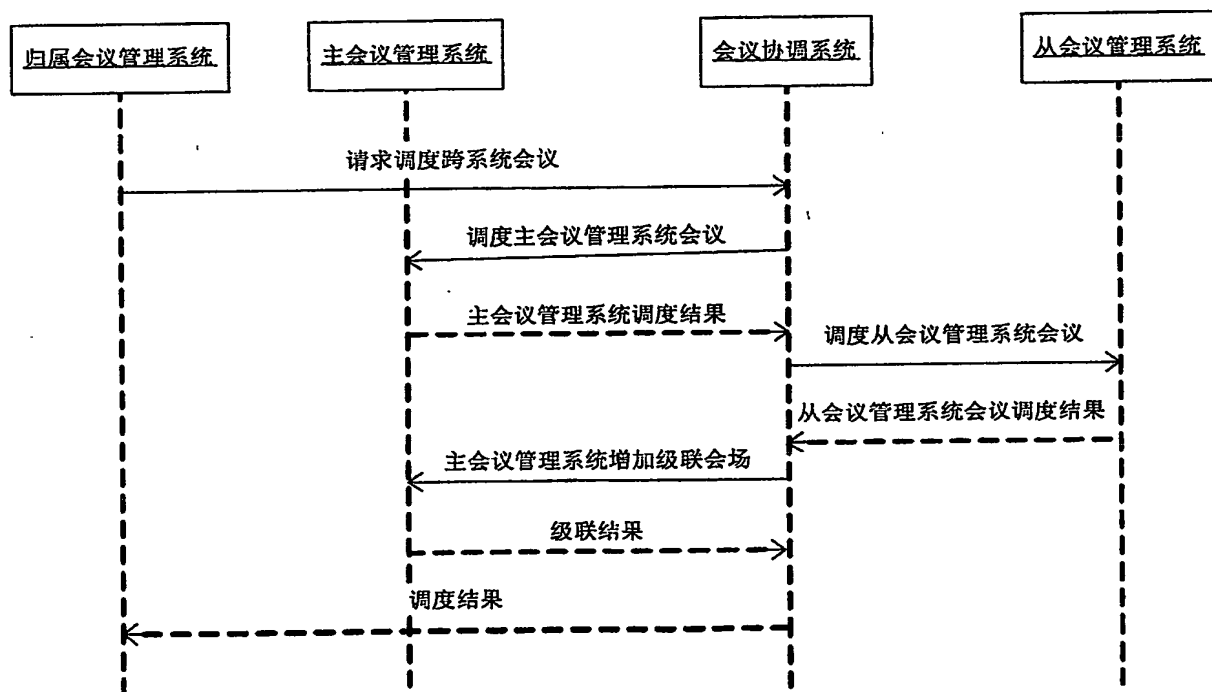 归属会议管理系统
主会议管理系统
会议协调系统
从会议管理系统
请求调度跨系统会议
调度主会议管理系统会议
主会议管理系统调度结果
调度从会议管理系统会议
从会议管理系统会议调度结果
主会议管理系统增加级联会场
级联结果
调度结果